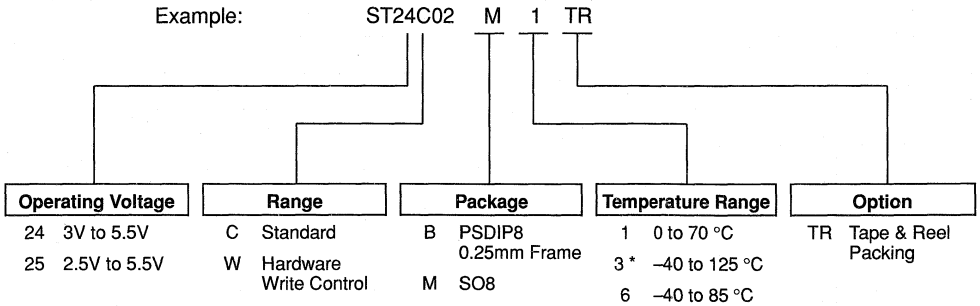 Example: ST24C02 M 1 TR
Operating Voltage
24 3V to 5.5V
25 2.5V to 5.5V
Range
C Standard
W Hardware
Write Control
Package
B PSDIP8
0.25mm Frame
M SO8
Temperature Range
1 0 to 70 °C
3 * –40 to 125 °C
6 –40 to 85 °C
Option
TR Tape & Reel
Packing